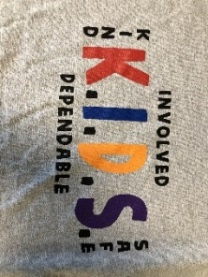 KIND
INVOLVED
K.I.D.S.
DEPENDABLE
SAFE